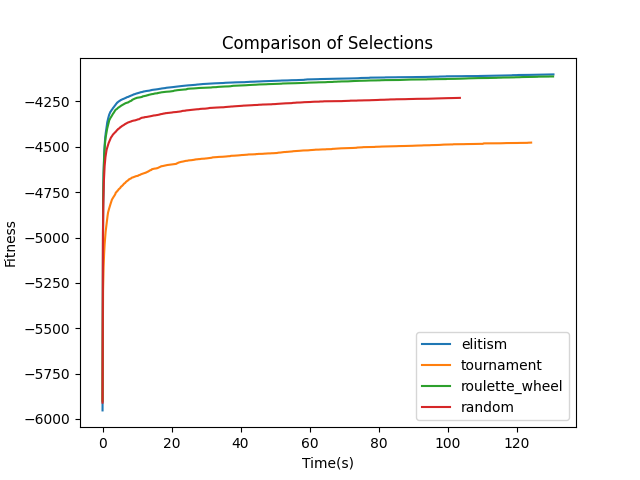 Comparison of Selections
Fitness
−4250
−4500
−4750
−5000
−5250
−5500
−5750
−6000
0 20 40 60 80 100 120
Time(s)
elitism
tournament
roulette_wheel
random